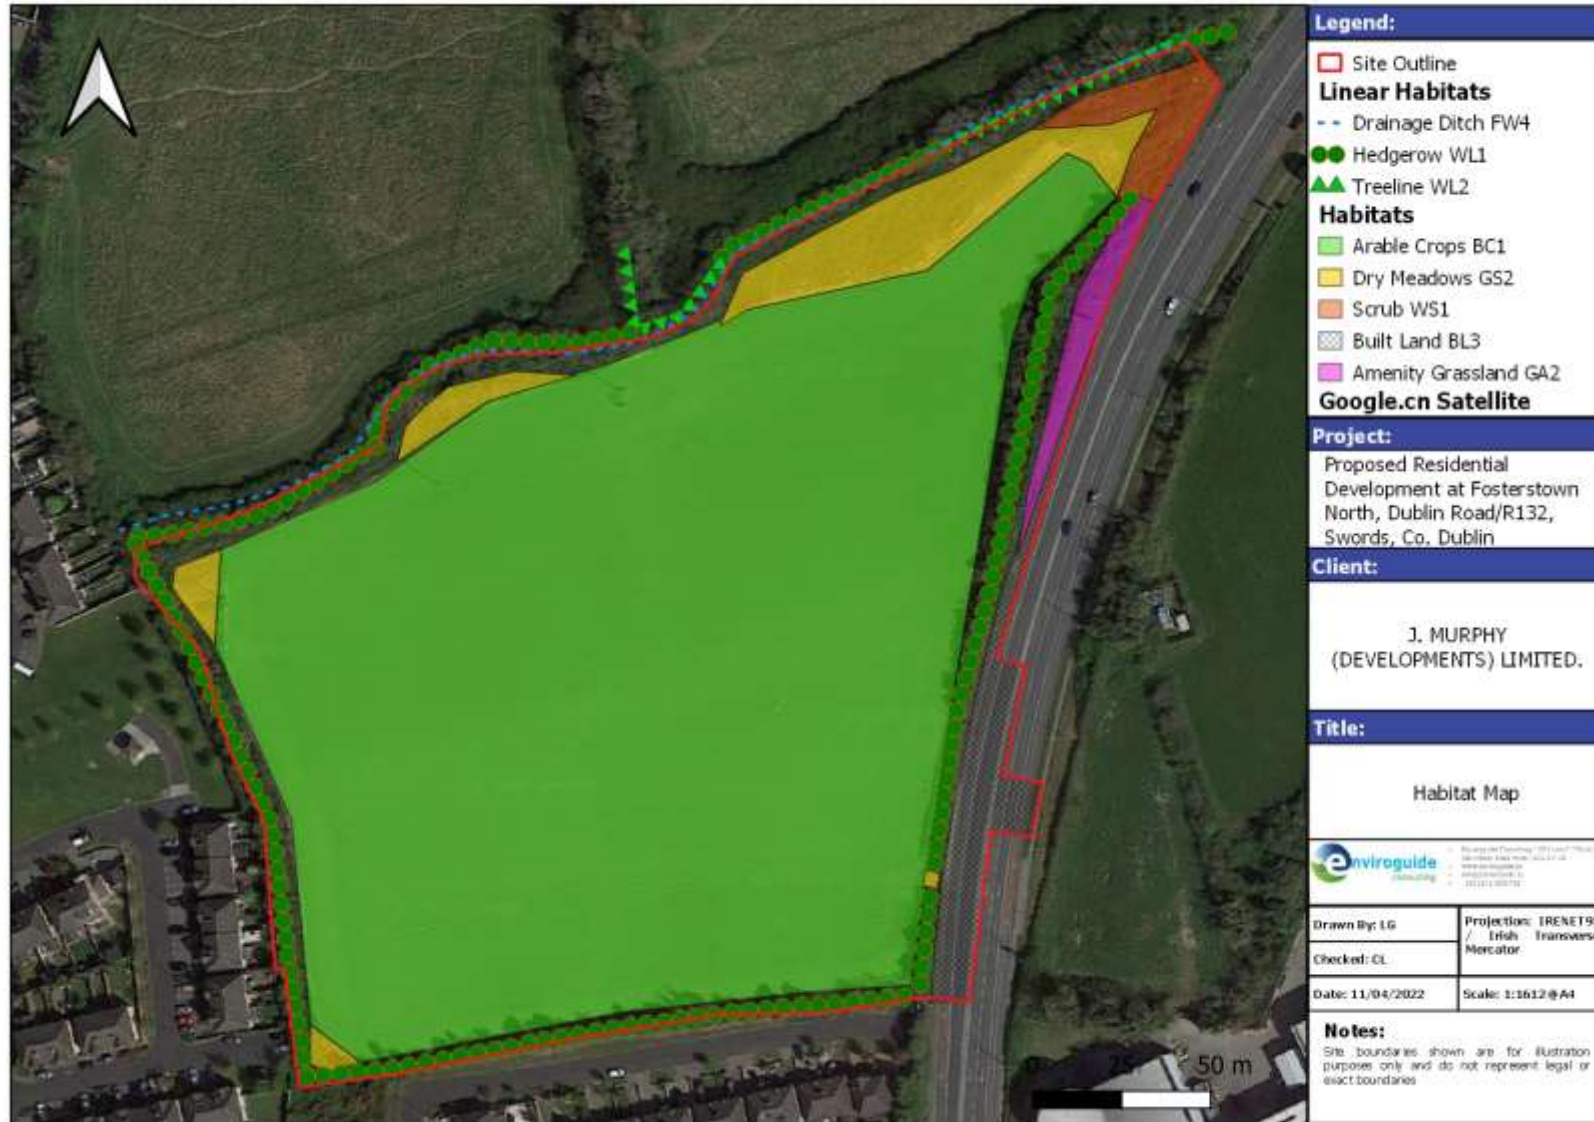 Legend:
Site Outline
Linear Habitats
Drainage Ditch FW4
Hedgerow WL1
Treeline WL2
Habitats
Arable Crops BC1
Dry Meadows GS2
Scrub WS1
Built Land BL3
Amenity Grassland GA2
Google.cn Satellite
Project:
Proposed Residential
Development at Fosterstown
North, Dublin Road/R132,
Swords, Co. Dublin
Client:
J. MURPHY
(DEVELOPMENTS) LIMITED.
Title:
Habitat Map
enviroguide
consulting
Drawn By: LG
Checked: CL
Projection: IRENET9
/ Irish Transvers
Mercator
Date: 11/04/2022
Scale: 1:1612@A4
Notes:
Site boundaries shown are for illustration
purposes only and do not represent legal or
exact boundaries
0 25 50 m